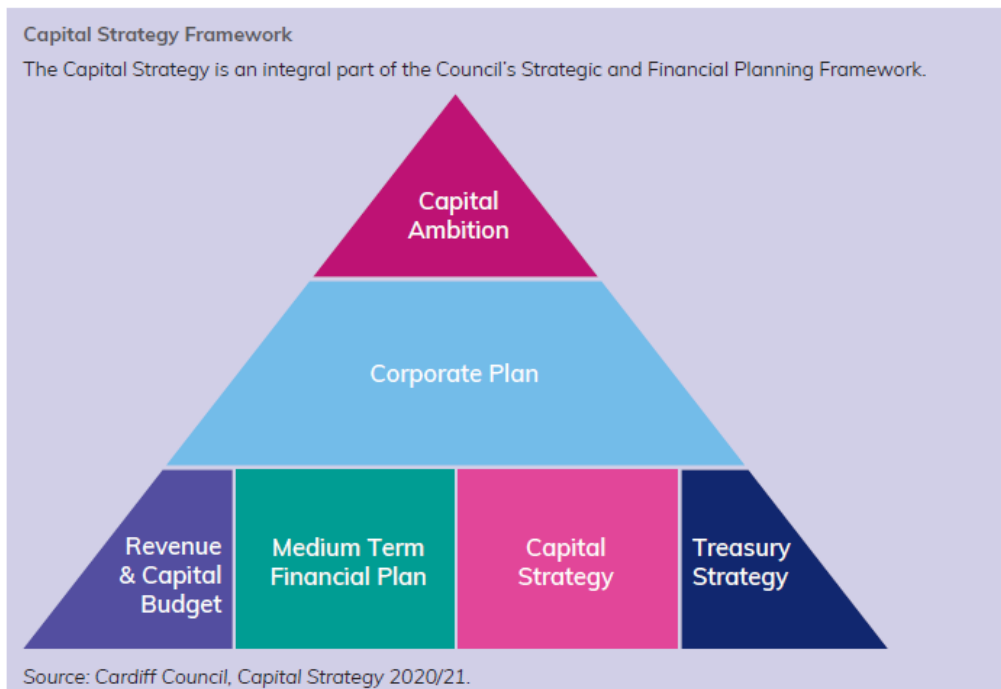 Capital Strategy Framework
The Capital Strategy is an integral part of the Council's Strategic and Financial Planning Framework.
Capital
Ambition
Corporate Plan
Revenue
& Capital
Budget
Medium Term
Financial Plan
Capital
Strategy
Treasury
Strategy
Source: Cardiff Council, Capital Strategy 2020/21.